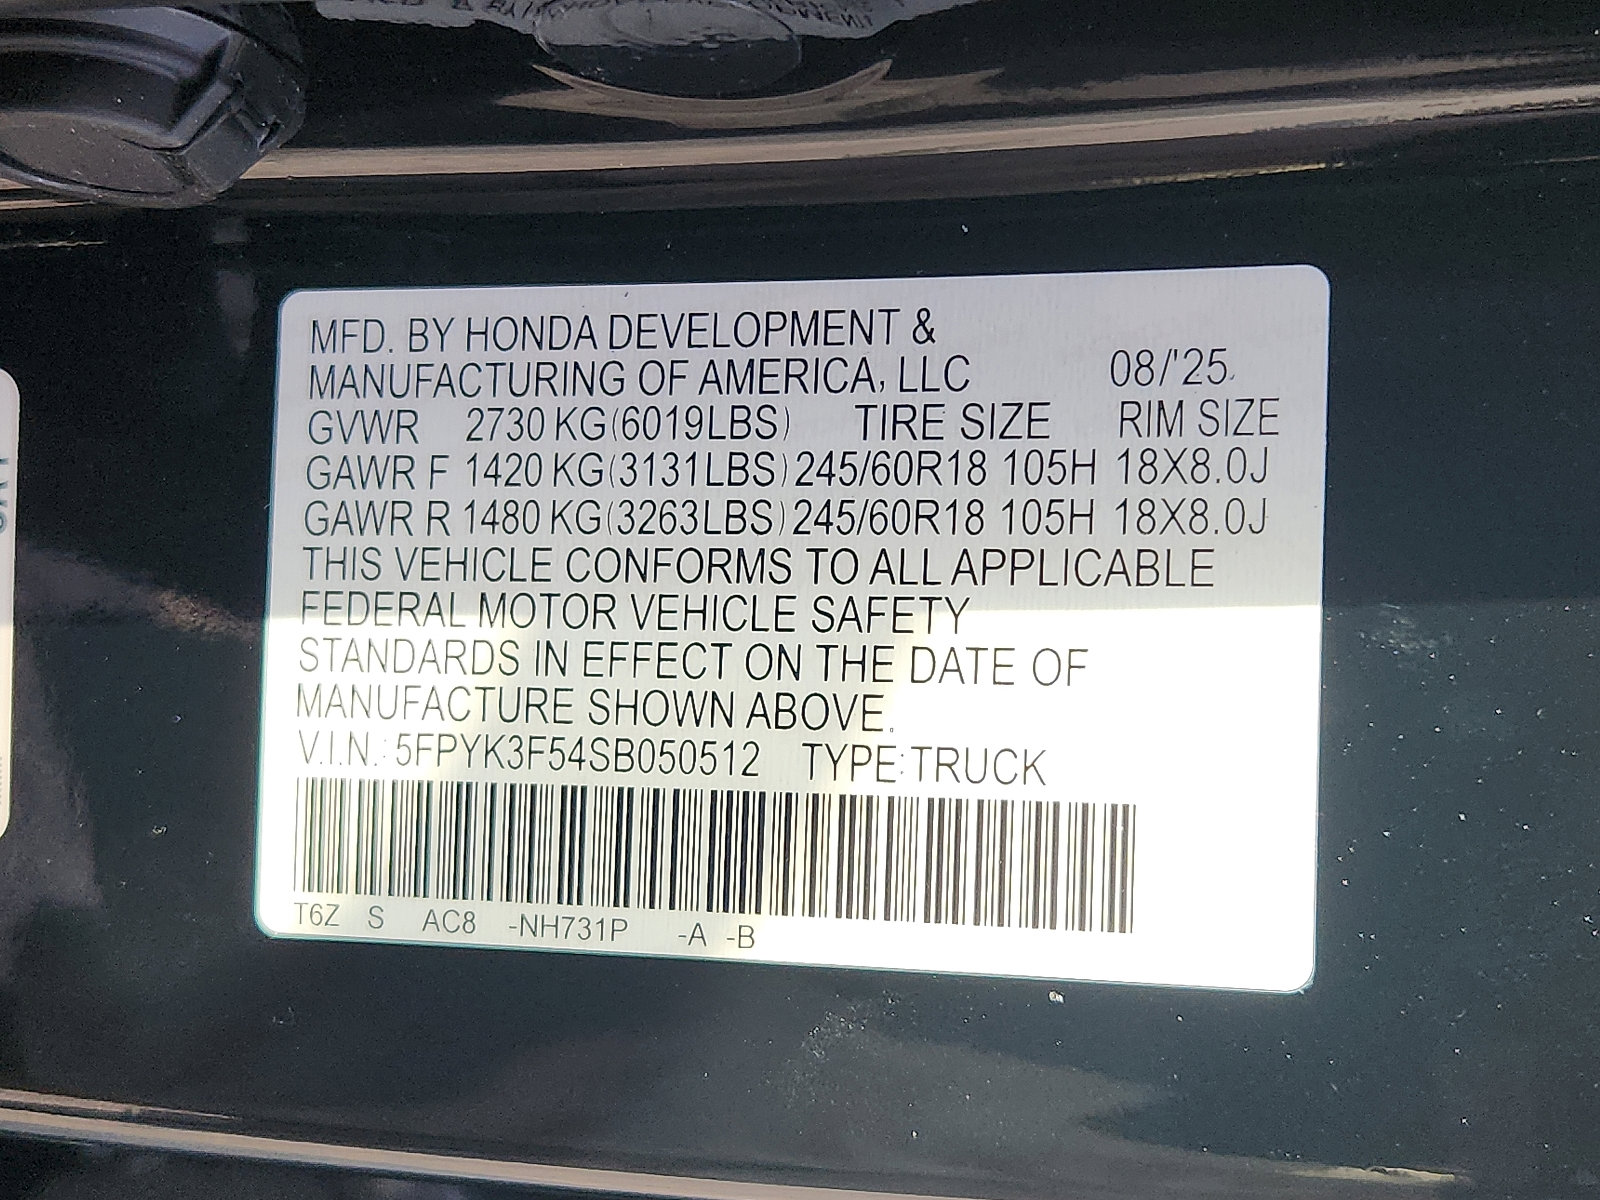 MFD. BY HONDA DEVELOPMENT &
MANUFACTURING OF AMERICA, LLC 08/'25
GVWR 2730 KG(6019LBS) TIRE SIZE RIM SIZE
GAWR F 1420 KG(3131LBS) 245/60R18 105H 18X8.0J
GAWR R 1480 KG(3263LBS) 245/60R18 105H 18X8.0J
THIS VEHICLE CONFORMS TO ALL APPLICABLE
FEDERAL MOTOR VEHICLE SAFETY
STANDARDS IN EFFECT ON THE DATE OF
MANUFACTURE SHOWN ABOVE.
V.I.N.: 5FPYK3F54SB050512 TYPE:TRUCK
T6Z S AC8 -NH731P -A -B